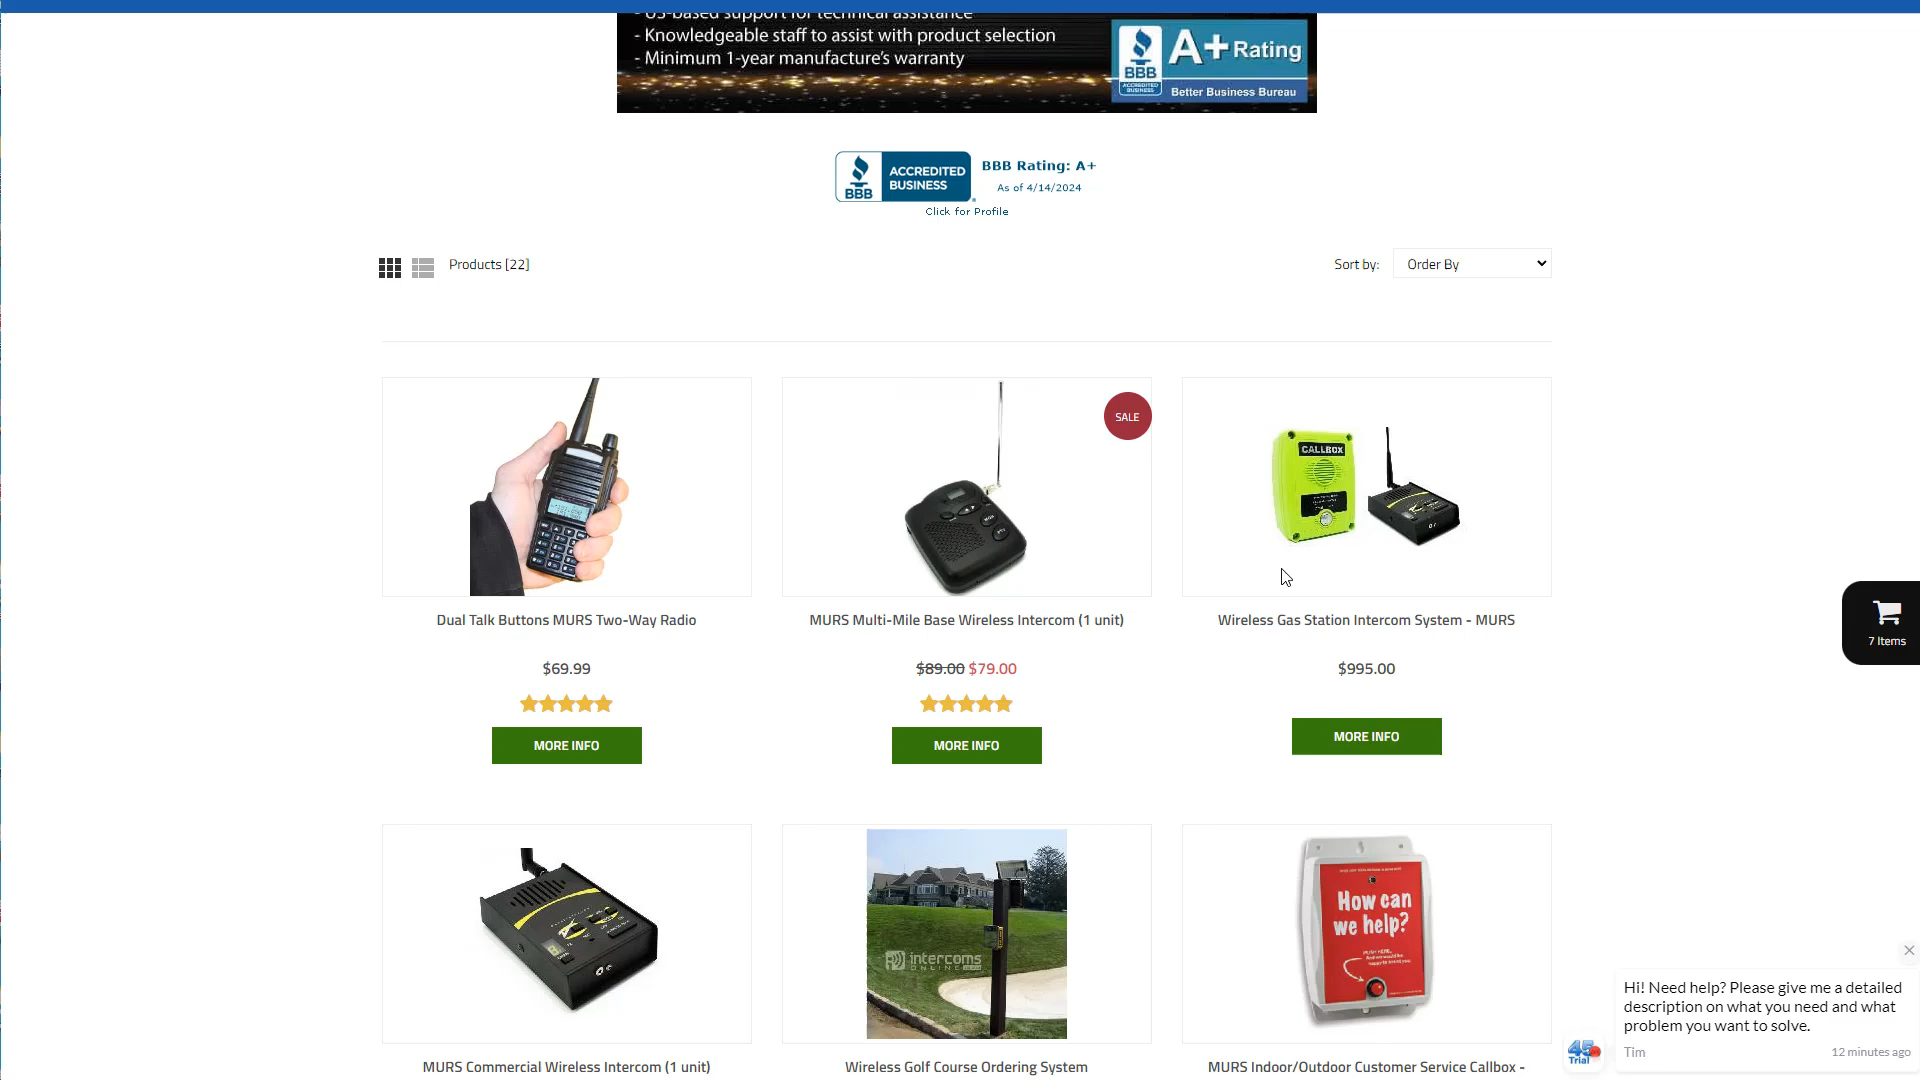 - US-based support for technical assistance
- Knowledgeable staff to assist with product selection
- Minimum 1-year manufacture's warranty
BBB
ACCREDITED BUSINESS
A+ Rating
Better Business Bureau
BBB
ACCREDITED
BUSINESS
BBB Rating: A+
As of 4/14/2024
Click for Profile
Products [22]
Sort by:
Order By
SALE
CALLBOX
Dual Talk Buttons MURS Two-Way Radio
MURS Multi-Mile Base Wireless Intercom (1 unit)
Wireless Gas Station Intercom System - MURS
$69.99
$89.00 $79.00
$995.00
MORE INFO
MORE INFO
MORE INFO
7 Items
intercoms
ONLINE
How can
we help?
MURS Commercial Wireless Intercom (1 unit)
Wireless Golf Course Ordering System
MURS Indoor/Outdoor Customer Service Callbox -
Hi! Need help? Please give me a detailed
description on what you need and what
problem you want to solve.
Tim
12 minutes ago
45
Trial